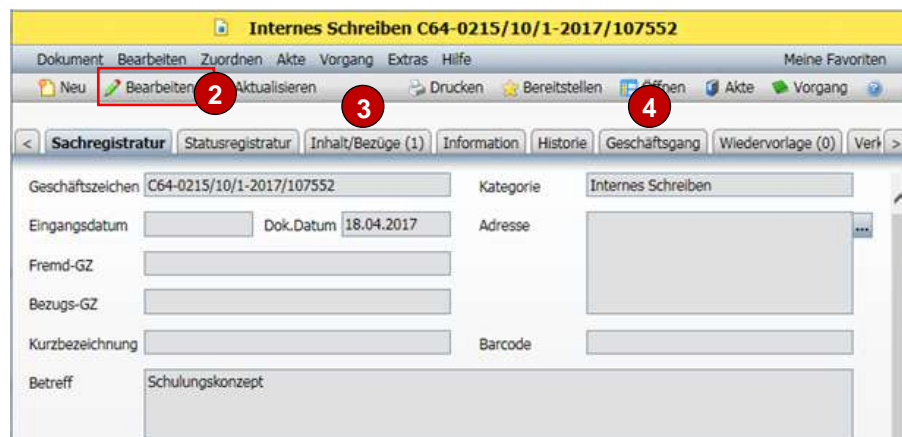 Internes Schreiben C64-0215/10/1-2017/107552
Dokument Bearbeiten Zuordnen Akte Vorgang Extras Hilfe Meine Favoriten
Neu Bearbeiten 2 Aktualisieren 3 Drucken Bereitstellen 4 Öffnen Akte Vorgang
< Sachregistratur Statusregistratur Inhalt/Bezüge (1) Information Historie Geschäftsgang Wiedervorlage (0) >
Geschäftszeichen C64-0215/10/1-2017/107552 Kategorie Internes Schreiben
Eingangsdatum Dok.Datum 18.04.2017 Adresse ...
Fremd-GZ
Bezugs-GZ
Kurzbezeichnung Barcode
Betreff Schulungskonzept